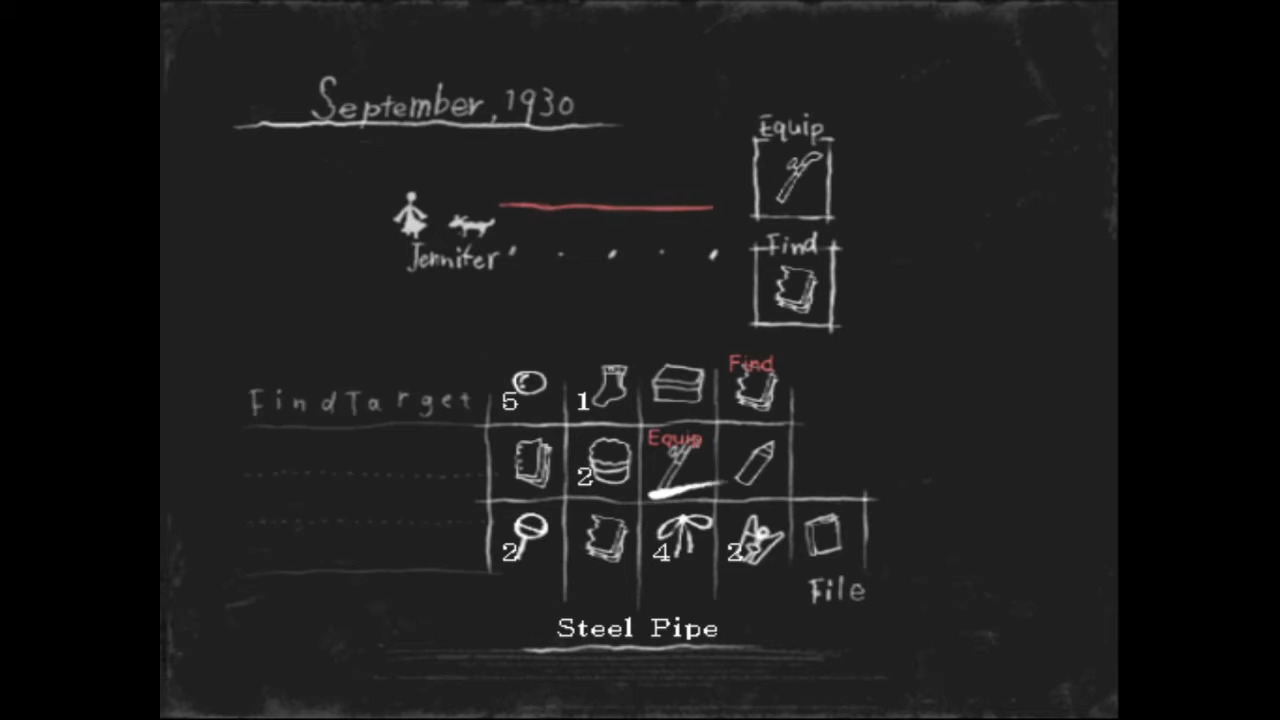 September, 1930
Equip
Find
Jennifer
Find
FindTarget
5
1
Equip
2
2
4
2
File
Steel Pipe